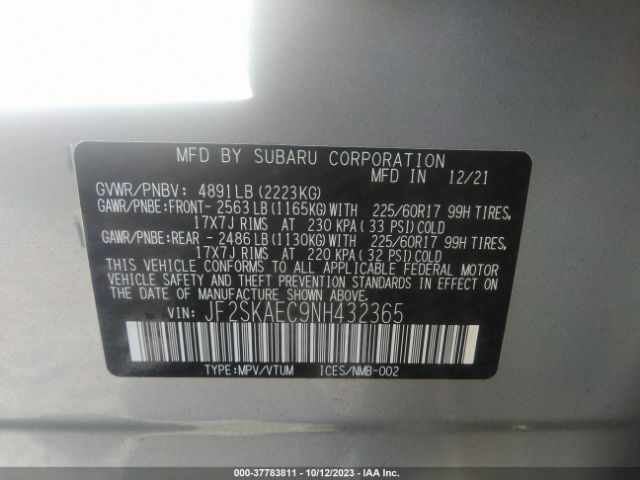 MFD BY SUBARU CORPORATION
MFD IN 12/21
GVWR/PNBV: 4891LB(2223KG)
GAWR/PNBE:FRONT- 2563LB(1165KG)WITH 225/60R17 99H TIRES,
17X7J RIMS AT 230 KPA(33 PSI)COLD
GAWR/PNBE:REAR - 2486LB(1130KG)WITH 225/60R17 99H TIRES,
17X7J RIMS AT 220 KPA(32 PSI)COLD
THIS VEHICLE CONFORMS TO ALL APPLICABLE FEDERAL MOTOR
VEHICLE SAFETY AND THEFT PREVENTION STANDARDS IN EFFECT
ON THE DATE OF MANUFACTURE SHOWN ABOVE.
VIN: JF2SKAEC9NH432365
TYPE:MPV/VTUM ICES/NMB-002
000-37783811 - 10/12/2023 - IAA Inc.